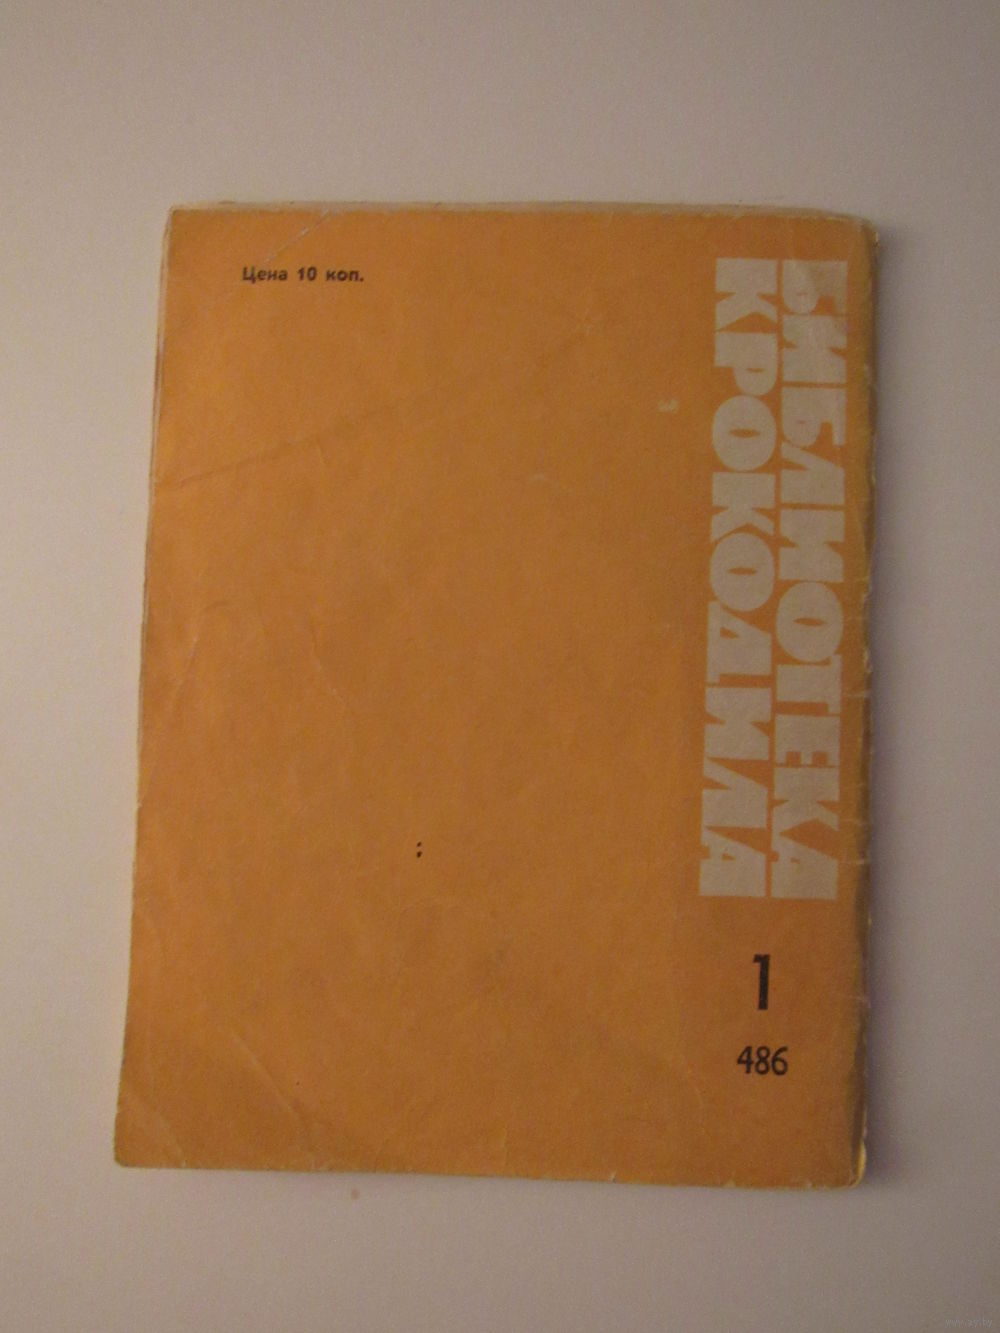 Цена 10 коп.
БИБЛИОТЕКА
КРОКОДИЛА
1
486